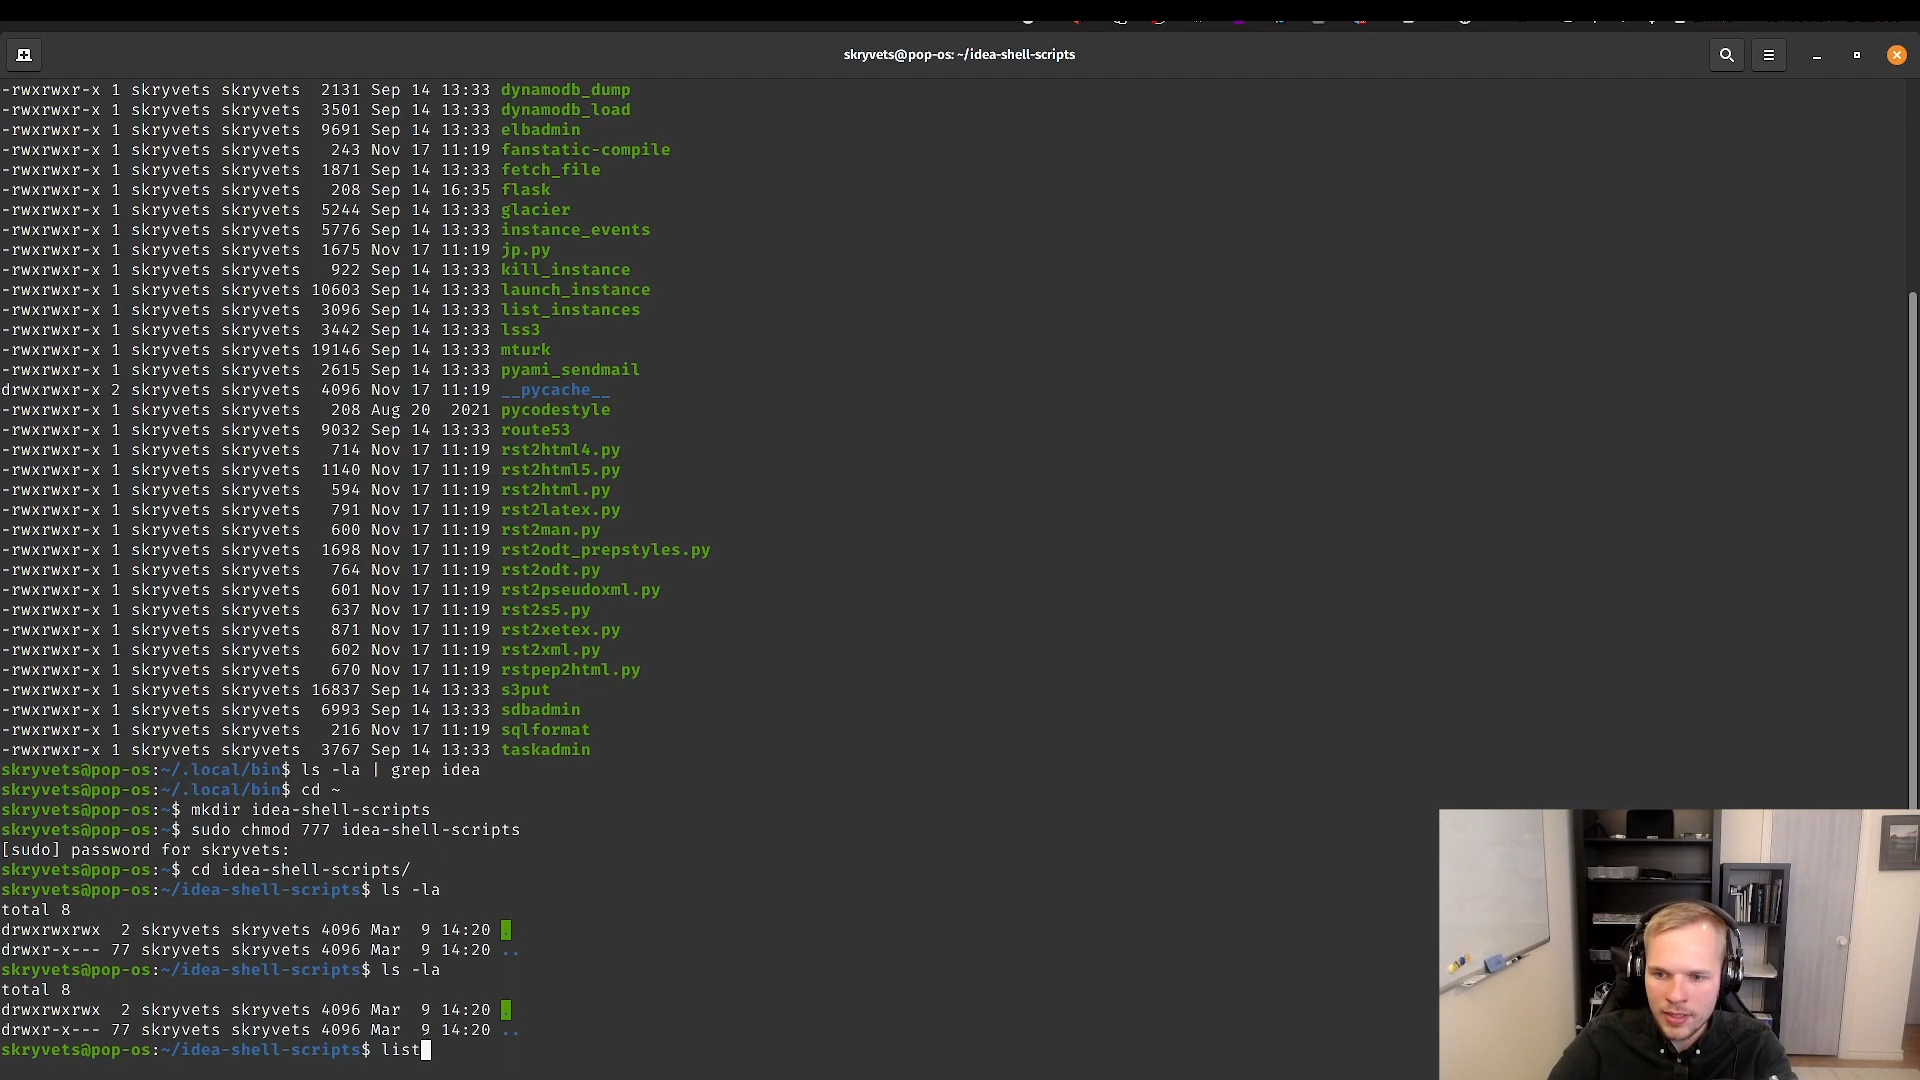 skryvets@pop-os: ~/idea-shell-scripts
-rwxrwxr-x 1 skryvets skryvets  2131 Sep 14 13:33 dynamodb_dump
-rwxrwxr-x 1 skryvets skryvets  3501 Sep 14 13:33 dynamodb_load
-rwxrwxr-x 1 skryvets skryvets  9691 Sep 14 13:33 elbadmin
-rwxrwxr-x 1 skryvets skryvets   243 Nov 17 11:19 fanstatic-compile
-rwxrwxr-x 1 skryvets skryvets  1871 Sep 14 13:33 fetch_file
-rwxrwxr-x 1 skryvets skryvets   208 Sep 14 16:35 flask
-rwxrwxr-x 1 skryvets skryvets  5244 Sep 14 13:33 glacier
-rwxrwxr-x 1 skryvets skryvets  5776 Sep 14 13:33 instance_events
-rwxrwxr-x 1 skryvets skryvets  1675 Nov 17 11:19 jp.py
-rwxrwxr-x 1 skryvets skryvets   922 Sep 14 13:33 kill_instance
-rwxrwxr-x 1 skryvets skryvets 10603 Sep 14 13:33 launch_instance
-rwxrwxr-x 1 skryvets skryvets  3096 Sep 14 13:33 list_instances
-rwxrwxr-x 1 skryvets skryvets  3442 Sep 14 13:33 lss3
-rwxrwxr-x 1 skryvets skryvets 19146 Sep 14 13:33 mturk
-rwxrwxr-x 1 skryvets skryvets  2615 Sep 14 13:33 pyami_sendmail
drwxrwxr-x 2 skryvets skryvets  4096 Nov 17 11:19 __pycache__
-rwxrwxr-x 1 skryvets skryvets   208 Aug 20  2021 pycodestyle
-rwxrwxr-x 1 skryvets skryvets  9032 Sep 14 13:33 route53
-rwxrwxr-x 1 skryvets skryvets   714 Nov 17 11:19 rst2html4.py
-rwxrwxr-x 1 skryvets skryvets  1140 Nov 17 11:19 rst2html5.py
-rwxrwxr-x 1 skryvets skryvets   594 Nov 17 11:19 rst2html.py
-rwxrwxr-x 1 skryvets skryvets   791 Nov 17 11:19 rst2latex.py
-rwxrwxr-x 1 skryvets skryvets   600 Nov 17 11:19 rst2man.py
-rwxrwxr-x 1 skryvets skryvets  1698 Nov 17 11:19 rst2odt_prepstyles.py
-rwxrwxr-x 1 skryvets skryvets   764 Nov 17 11:19 rst2odt.py
-rwxrwxr-x 1 skryvets skryvets   601 Nov 17 11:19 rst2pseudoxml.py
-rwxrwxr-x 1 skryvets skryvets   637 Nov 17 11:19 rst2s5.py
-rwxrwxr-x 1 skryvets skryvets   871 Nov 17 11:19 rst2xetex.py
-rwxrwxr-x 1 skryvets skryvets   602 Nov 17 11:19 rst2xml.py
-rwxrwxr-x 1 skryvets skryvets   670 Nov 17 11:19 rstpep2html.py
-rwxrwxr-x 1 skryvets skryvets 16837 Sep 14 13:33 s3put
-rwxrwxr-x 1 skryvets skryvets  6993 Sep 14 13:33 sdbadmin
-rwxrwxr-x 1 skryvets skryvets   216 Nov 17 11:19 sqlformat
-rwxrwxr-x 1 skryvets skryvets  3767 Sep 14 13:33 taskadmin
skryvets@pop-os:~/.local/bin$ ls -la | grep idea
skryvets@pop-os:~/.local/bin$ cd ~
skryvets@pop-os:~$ mkdir idea-shell-scripts
skryvets@pop-os:~$ sudo chmod 777 idea-shell-scripts
[sudo] password for skryvets:
skryvets@pop-os:~$ cd idea-shell-scripts/
skryvets@pop-os:~/idea-shell-scripts$ ls -la
total 8
drwxrwxrwx  2 skryvets skryvets 4096 Mar  9 14:20 .
drwxr-x--- 77 skryvets skryvets 4096 Mar  9 14:20 ..
skryvets@pop-os:~/idea-shell-scripts$ ls -la
total 8
drwxrwxrwx  2 skryvets skryvets 4096 Mar  9 14:20 .
drwxr-x--- 77 skryvets skryvets 4096 Mar  9 14:20 ..
skryvets@pop-os:~/idea-shell-scripts$ list